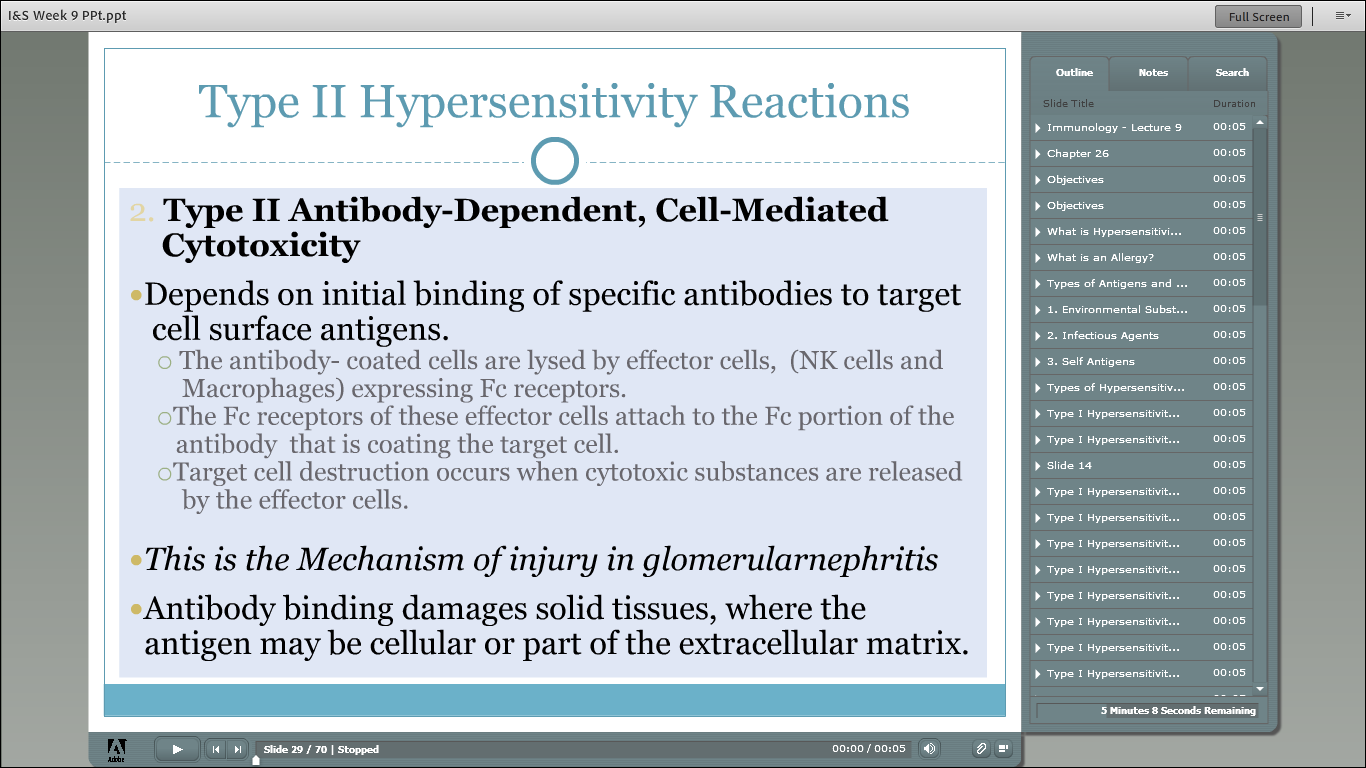 I&S Week 9 PPt.ppt
Full Screen
Type II Hypersensitivity Reactions
2. Type II Antibody-Dependent, Cell-Mediated
Cytotoxicity
•Depends on initial binding of specific antibodies to target
cell surface antigens.
○ The antibody- coated cells are lysed by effector cells,  (NK cells and
Macrophages) expressing Fc receptors.
○The Fc receptors of these effector cells attach to the Fc portion of the
antibody  that is coating the target cell.
○Target cell destruction occurs when cytotoxic substances are released
by the effector cells.
•This is the Mechanism of injury in glomerularnephritis
•Antibody binding damages solid tissues, where the
antigen may be cellular or part of the extracellular matrix.
Outline Notes Search
Slide Title Duration
Immunology - Lecture 9 00:05
Chapter 26 00:05
Objectives 00:05
Objectives 00:05
What is Hypersensitivi... 00:05
What is an Allergy? 00:05
Types of Antigens and ... 00:05
1. Environmental Subst... 00:05
2. Infectious Agents 00:05
3. Self Antigens 00:05
Types of Hypersensitiv... 00:05
Type I Hypersensitivit... 00:05
Type I Hypersensitivit... 00:05
Slide 14 00:05
Type I Hypersensitivit... 00:05
Type I Hypersensitivit... 00:05
Type I Hypersensitivit... 00:05
Type I Hypersensitivit... 00:05
Type I Hypersensitivit... 00:05
Type I Hypersensitivit... 00:05
Type I Hypersensitivit... 00:05
Type I Hypersensitivit... 00:05
5 Minutes 8 Seconds Remaining
Adobe
Slide 29 / 70 | Stopped
00:00 / 00:05